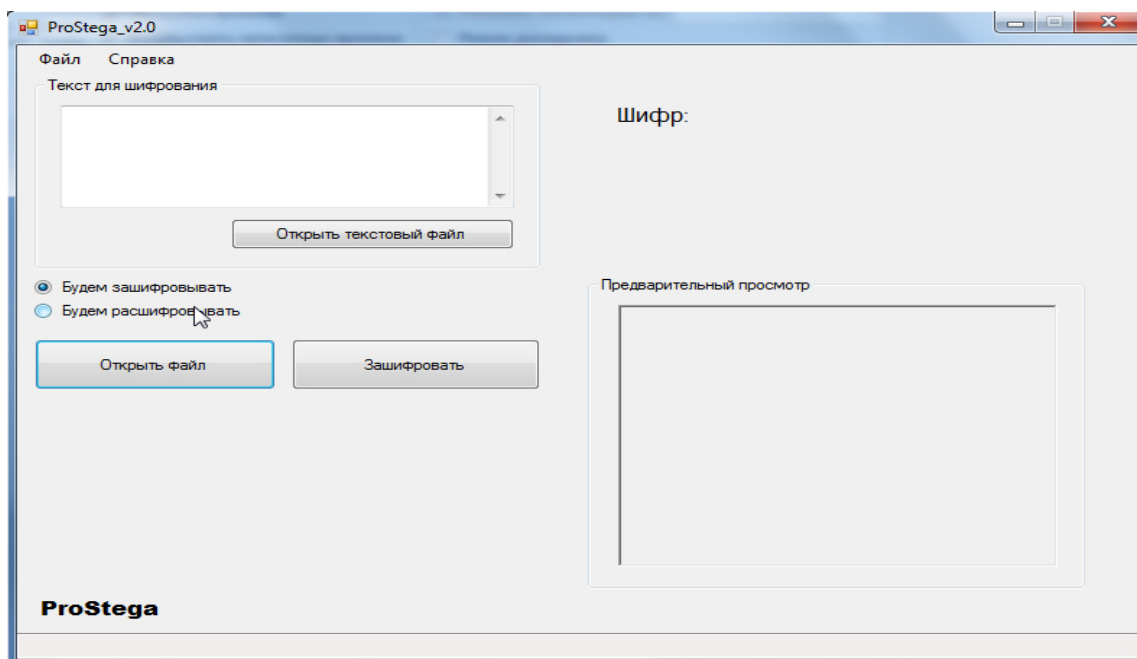 ProStega_v2.0
Файл Справка
Текст для шифрования
Шифр:
Открыть текстовый файл
Будем зашифровывать
Будем расшифровывать
Предварительный просмотр
Открыть файл
Зашифровать
ProStega